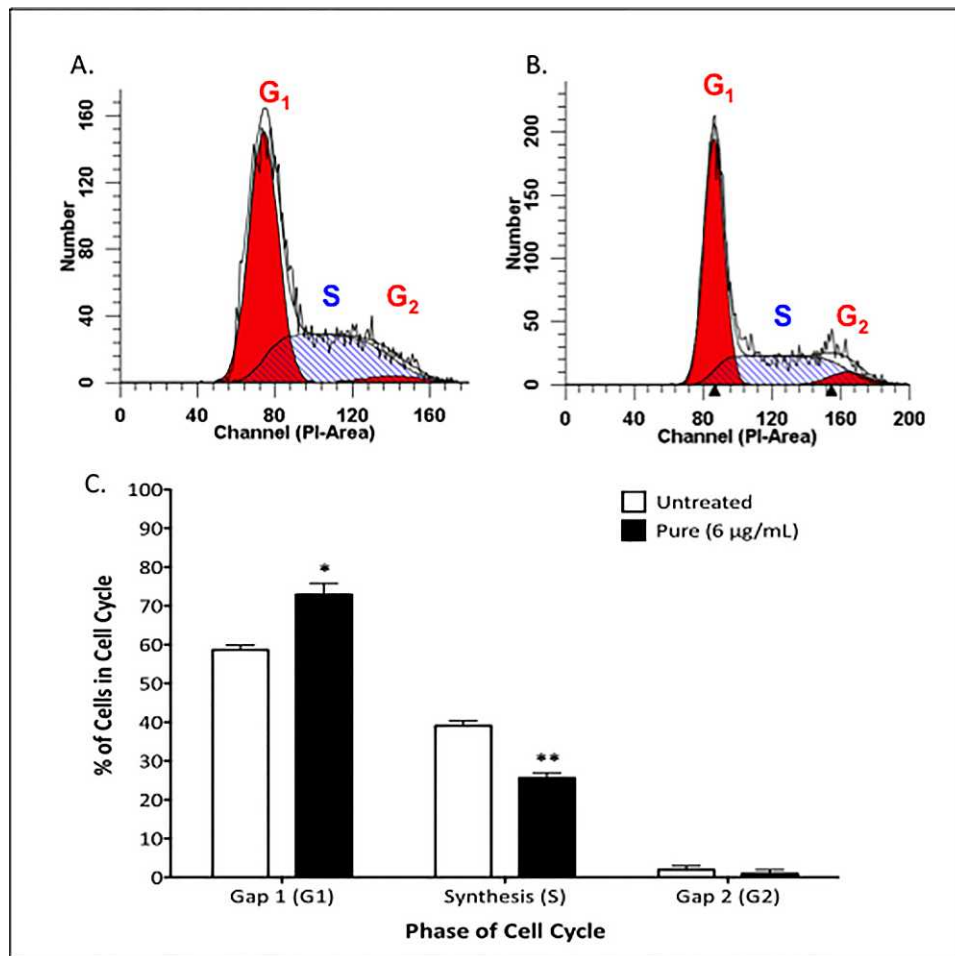 A.
G1
S
G2
Number
160
120
80
40
0
0 40 80 120 160
Channel (PI-Area)
B.
G1
S
G2
Number
200
150
100
50
0
0 40 80 120 160 200
Channel (PI-Area)
C.
% of Cells in Cell Cycle
100
90
80
70
60
50
40
30
20
10
0
Untreated
Pure (6 µg/mL)
*
**
Gap 1 (G1) Synthesis (S) Gap 2 (G2)
Phase of Cell Cycle